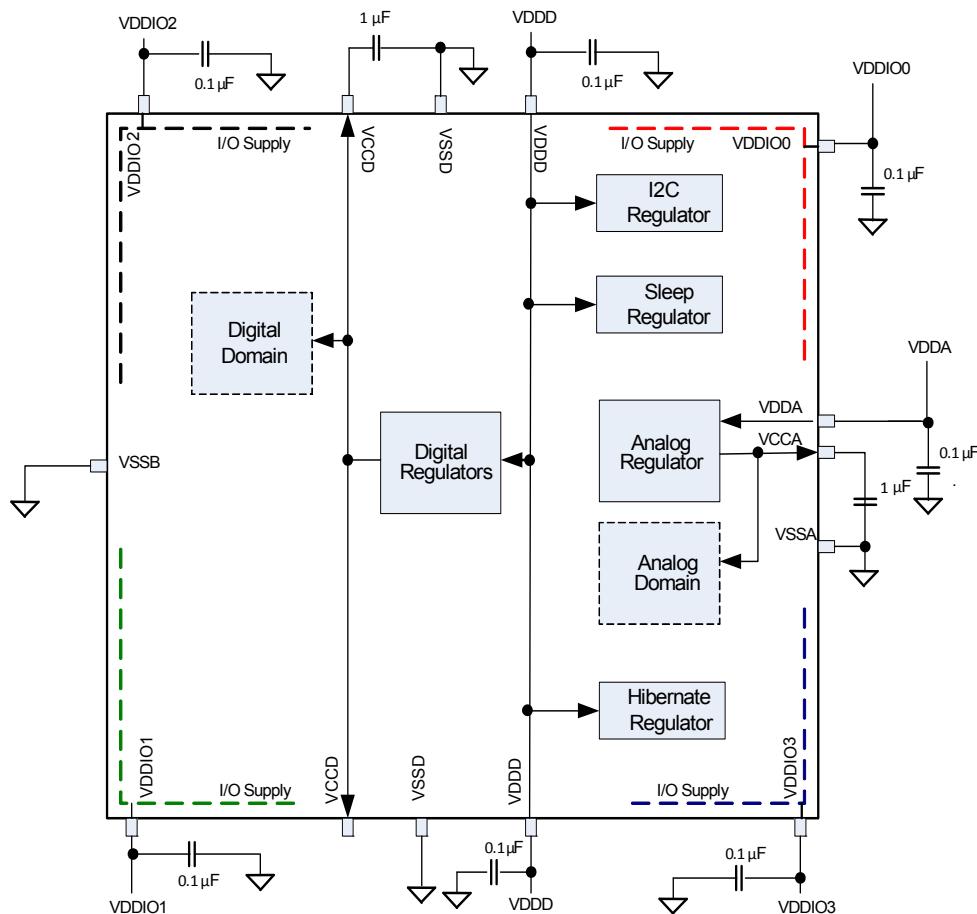 VDDIO2
1 µF
VDDD
0.1 µF
0.1 µF
VDDIO0
0.1 µF
VDDIO2
I/O Supply
VCCD
VSSD
VDDD
I/O Supply
VDDIO0
I2C
Regulator
Sleep
Regulator
Digital
Domain
VDDA
VDDA
Digital
Regulators
Analog
Regulator
VCCA
0.1 µF
.
VSSB
1 µF
VSSA
Analog
Domain
Hibernate
Regulator
VDDIO1
I/O Supply
VCCD
VSSD
VDDD
I/O Supply
VDDIO3
0.1 µF
0.1 µF
0.1 µF
VDDIO1
VDDD
VDDIO3